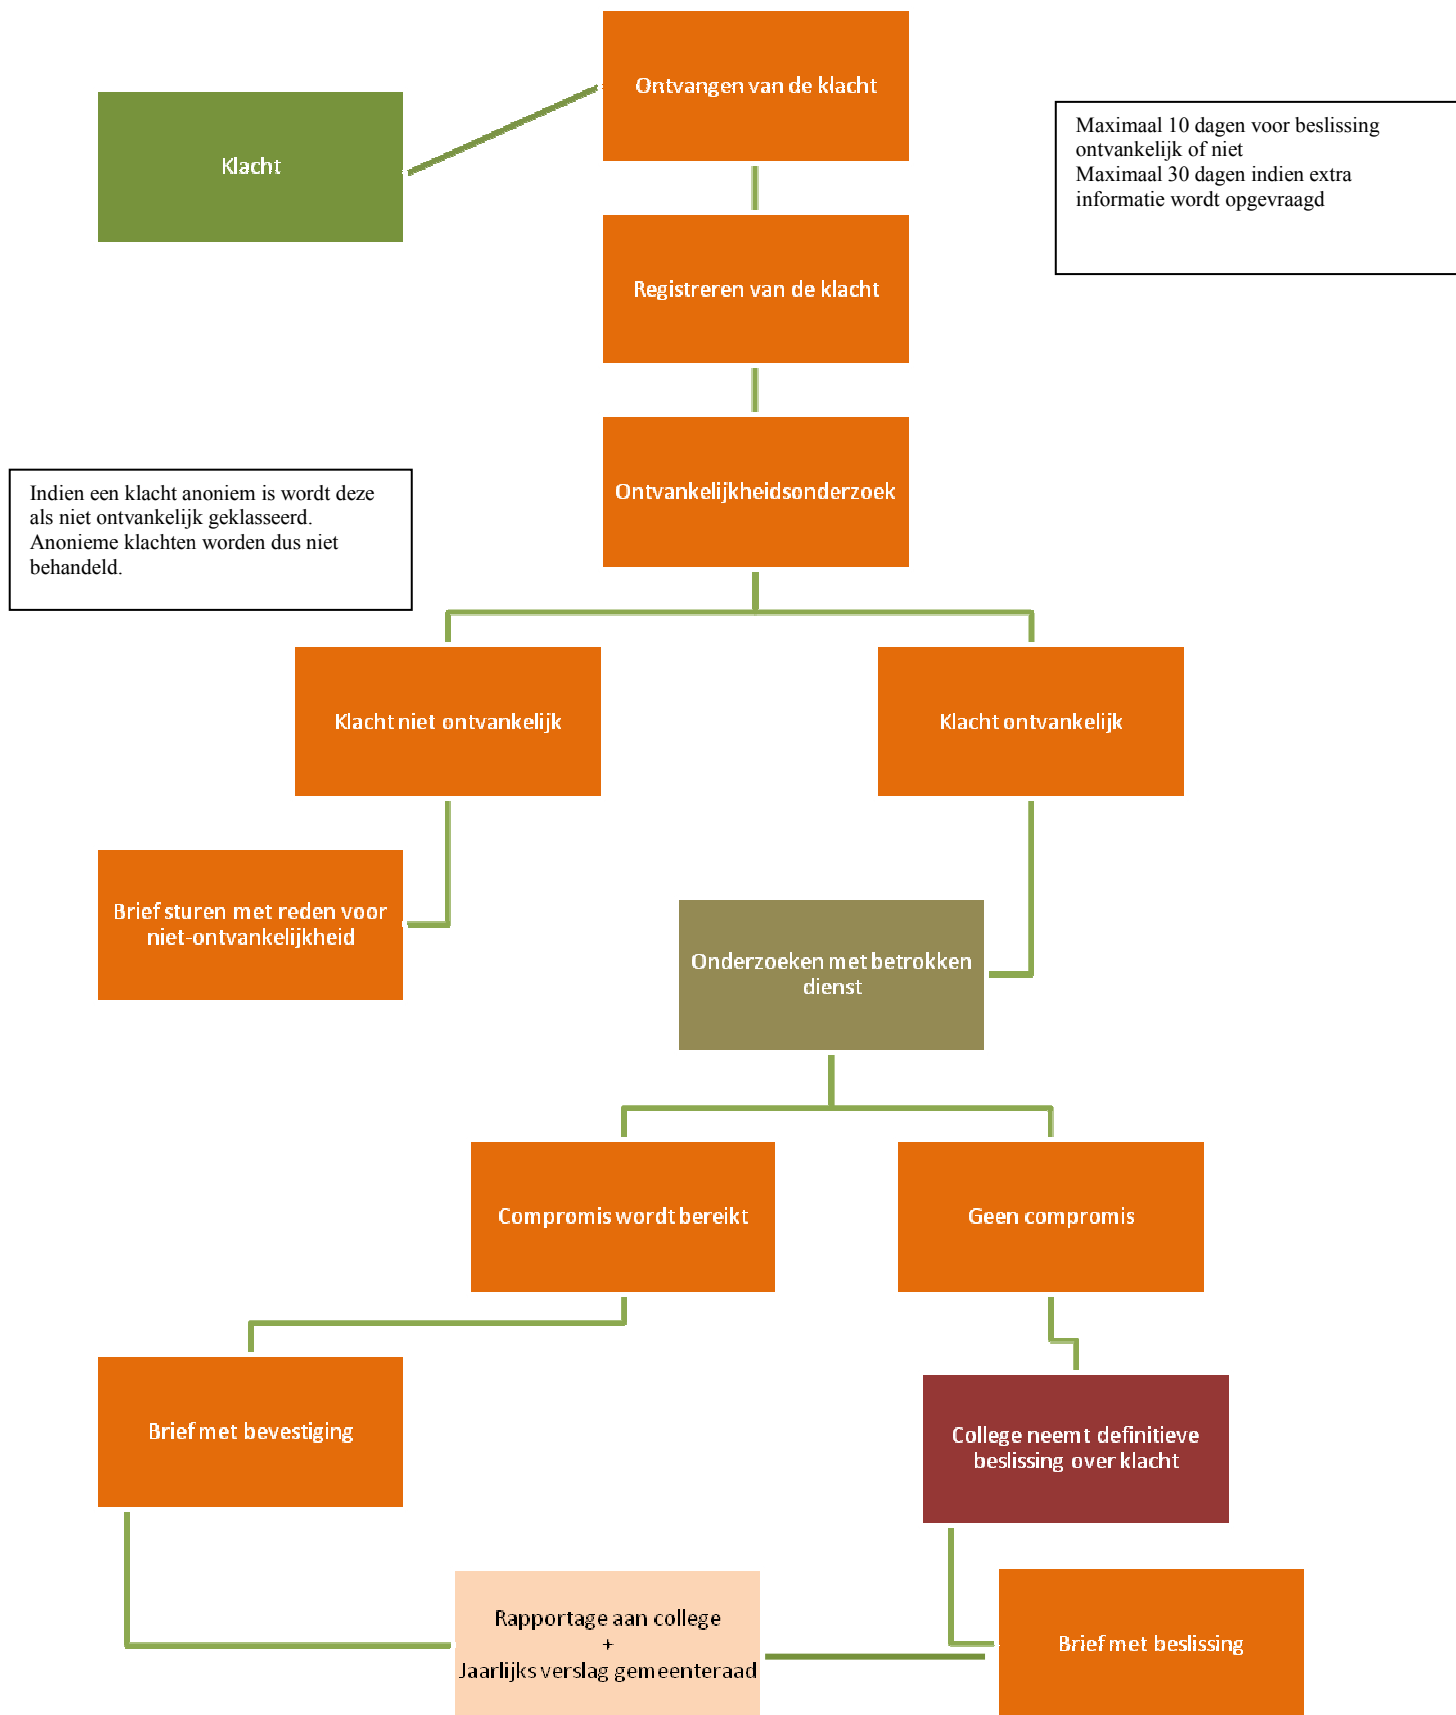 Ontvangen van de klacht
Klacht
Maximaal 10 dagen voor beslissing
ontvankelijk of niet
Maximaal 30 dagen indien extra
informatie wordt opgevraagd
Registreren van de klacht
Ontvankelijkheidsonderzoek
Indien een klacht anoniem is wordt deze
als niet ontvankelijk geklasseerd.
Anonieme klachten worden dus niet
behandeld.
Klacht niet ontvankelijk
Klacht ontvankelijk
Brief sturen met reden voor
niet-ontvankelijkheid
Onderzoeken met betrokken
dienst
Compromis wordt bereikt
Geen compromis
Brief met bevestiging
College neemt definitieve
beslissing over klacht
Rapportage aan college
+
Jaarlijks verslag gemeenteraad
Brief met beslissing